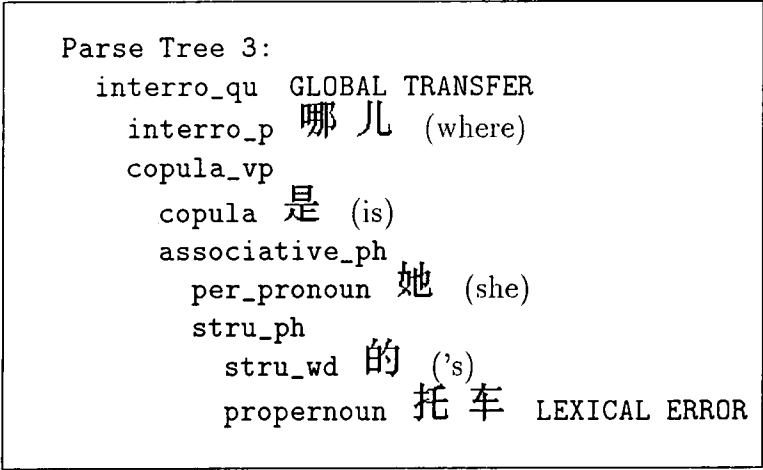 Parse Tree 3:
interro_qu GLOBAL TRANSFER
interro_p 哪 儿 (where)
copula_vp
copula 是 (is)
associative_ph
per_pronoun 她 (she)
stru_ph
stru_wd 的 ('s)
propernoun 托 车 LEXICAL ERROR